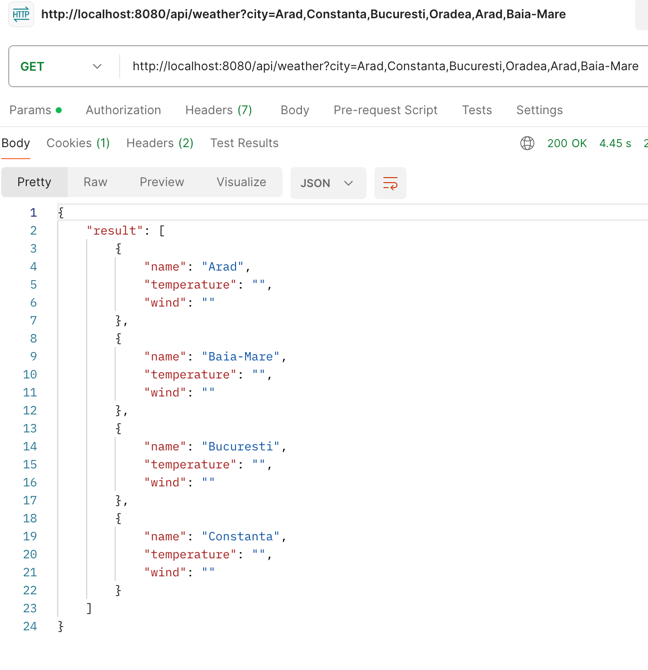 HTTP http://localhost:8080/api/weather?city=Arad,Constanta,Bucuresti,Oradea,Arad,Baia-Mare
GET http://localhost:8080/api/weather?city=Arad,Constanta,Bucuresti,Oradea,Arad,Baia-Mare
Params Authorization Headers (7) Body Pre-request Script Tests Settings
Body Cookies (1) Headers (2) Test Results 200 OK 4.45 s
Pretty Raw Preview Visualize JSON
1 {
2 "result": [
3 {
4 "name": "Arad",
5 "temperature": "",
6 "wind": ""
7 },
8 {
9 "name": "Baia-Mare",
10 "temperature": "",
11 "wind": ""
12 },
13 {
14 "name": "Bucuresti",
15 "temperature": "",
16 "wind": ""
17 },
18 {
19 "name": "Constanta",
20 "temperature": "",
21 "wind": ""
22 }
23 ]
24 }